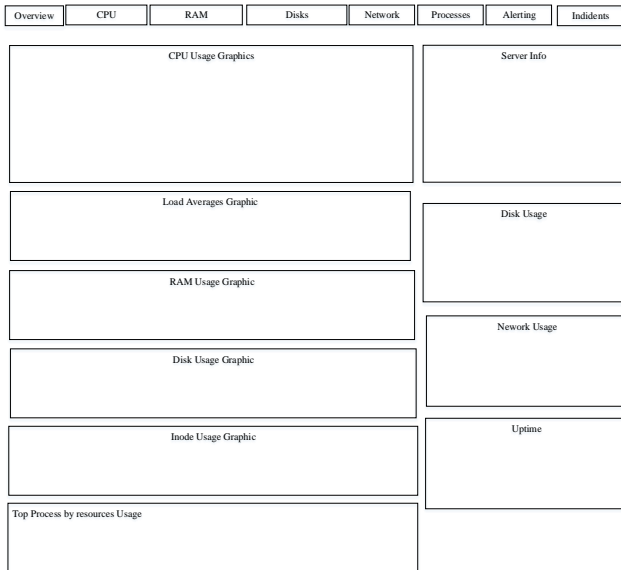 Overview
CPU
RAM
Disks
Network
Processes
Alerting
Indidents
CPU Usage Graphics
Server Info
Load Averages Graphic
Disk Usage
RAM Usage Graphic
Nework Usage
Disk Usage Graphic
Uptime
Inode Usage Graphic
Top Process by resources Usage